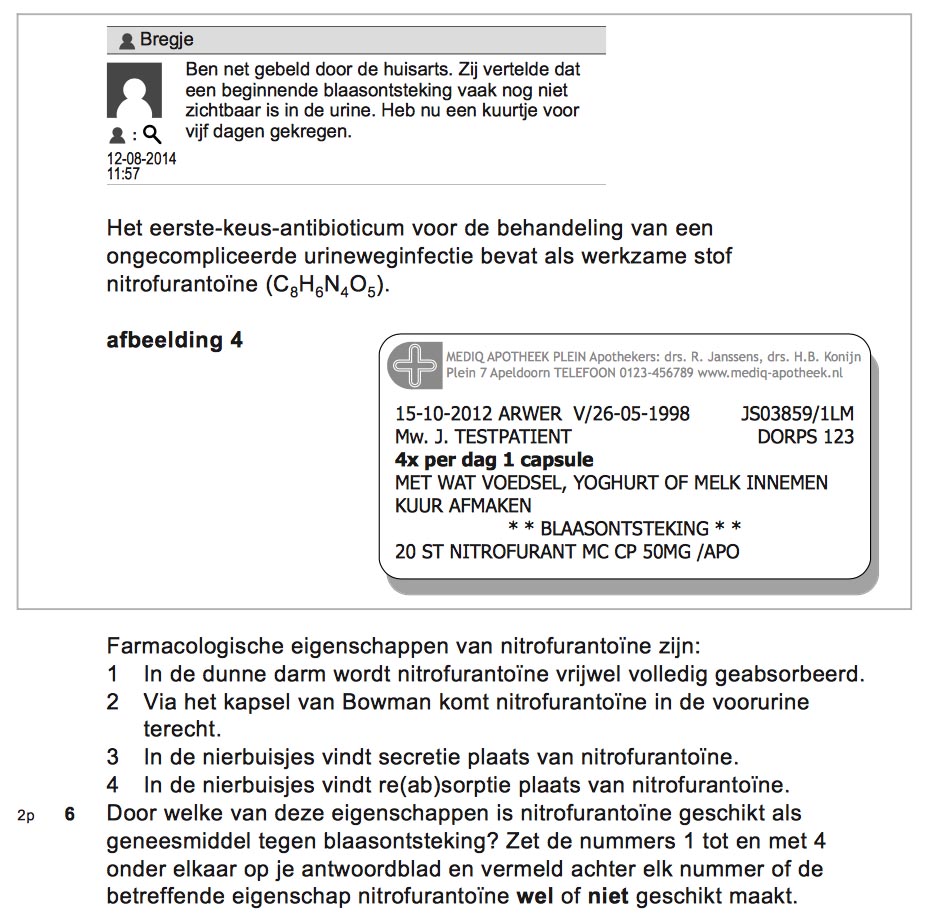 Bregje
Ben net gebeld door de huisarts. Zij vertelde dat
een beginnende blaasontsteking vaak nog niet
zichtbaar is in de urine. Heb nu een kuurtje voor
vijf dagen gekregen.
:
12-08-2014
11:57
Het eerste-keus-antibioticum voor de behandeling van een
ongecompliceerde urineweginfectie bevat als werkzame stof
nitrofurantoïne (C₈H₆N₄O₅).
afbeelding 4
MEDIQ APOTHEEK PLEIN Apothekers: drs. R. Janssens, drs. H.B. Konijn
Plein 7 Apeldoorn TELEFOON 0123-456789 www.mediq-apotheek.nl
15-10-2012 ARWER V/26-05-1998 JS03859/1LM
Mw. J. TESTPATIENT DORPS 123
4x per dag 1 capsule
MET WAT VOEDSEL, YOGHURT OF MELK INNEMEN
KUUR AFMAKEN
* * BLAASONTSTEKING * *
20 ST NITROFURANT MC CP 50MG /APO
Farmacologische eigenschappen van nitrofurantoïne zijn:
1 In de dunne darm wordt nitrofurantoïne vrijwel volledig geabsorbeerd.
2 Via het kapsel van Bowman komt nitrofurantoïne in de voorurine
terecht.
3 In de nierbuisjes vindt secretie plaats van nitrofurantoïne.
4 In de nierbuisjes vindt re(ab)sorptie plaats van nitrofurantoïne.
2p 6 Door welke van deze eigenschappen is nitrofurantoïne geschikt als
geneesmiddel tegen blaasontsteking? Zet de nummers 1 tot en met 4
onder elkaar op je antwoordblad en vermeld achter elk nummer of de
betreffende eigenschap nitrofurantoïne wel of niet geschikt maakt.